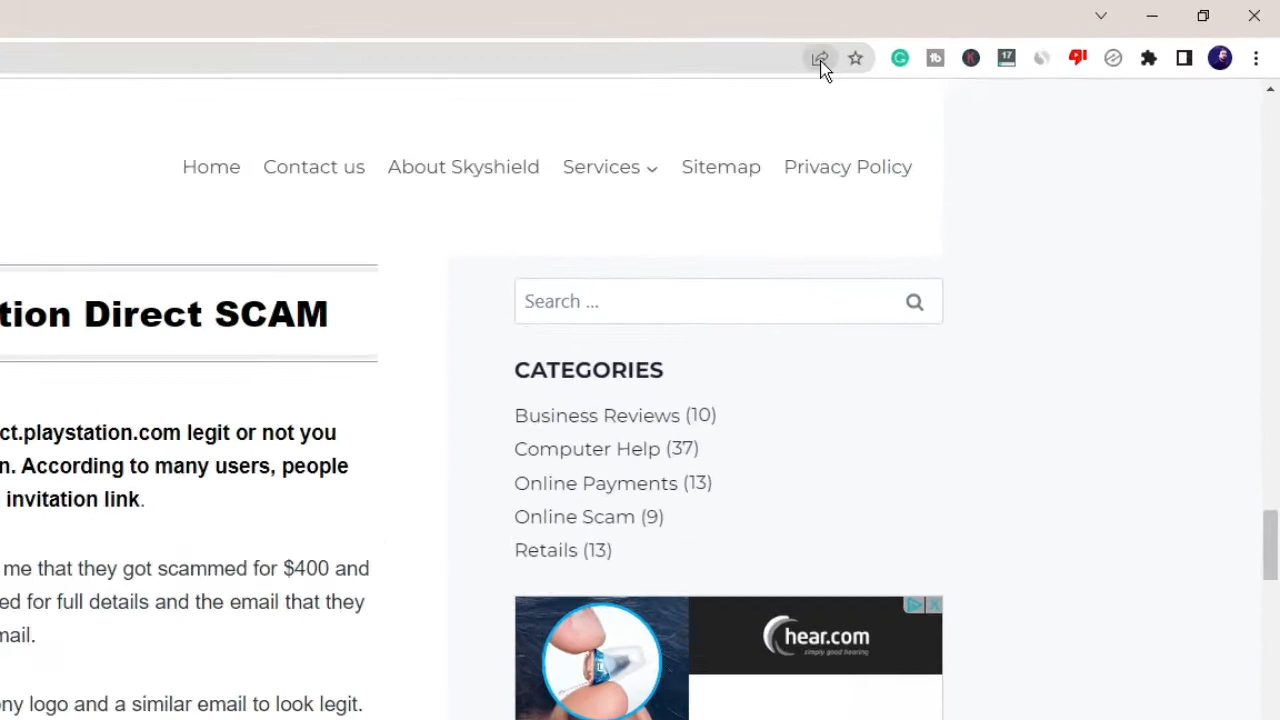 17
Home Contact us About Skyshield Services Sitemap Privacy Policy
tion Direct SCAM
Search ...
CATEGORIES
ct.playstation.com legit or not you
n. According to many users, people
invitation link.
Business Reviews (10)
Computer Help (37)
Online Payments (13)
Online Scam (9)
Retails (13)
me that they got scammed for $400 and
ed for full details and the email that they
mail.
ny logo and a similar email to look legit.
hear.com
simply good hearing